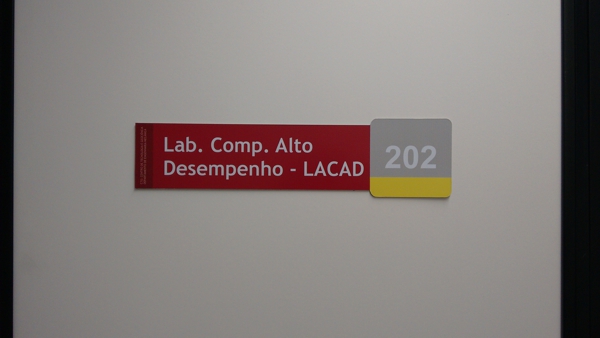 Lab. Comp. Alto
Desempenho - LACAD
202